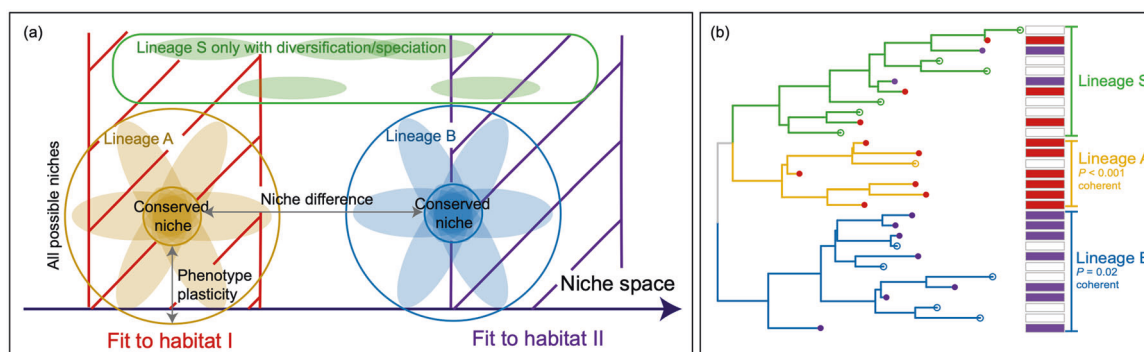 (a)
Lineage S only with diversification/speciation
Lineage A
Lineage B
All possible niches
Conserved
niche
Niche difference
Conserved
niche
Phenotype
plasticity
Niche space
Fit to habitat I
Fit to habitat II
(b)
Lineage S
Lineage A
P < 0.001
coherent
Lineage B
P = 0.02
coherent